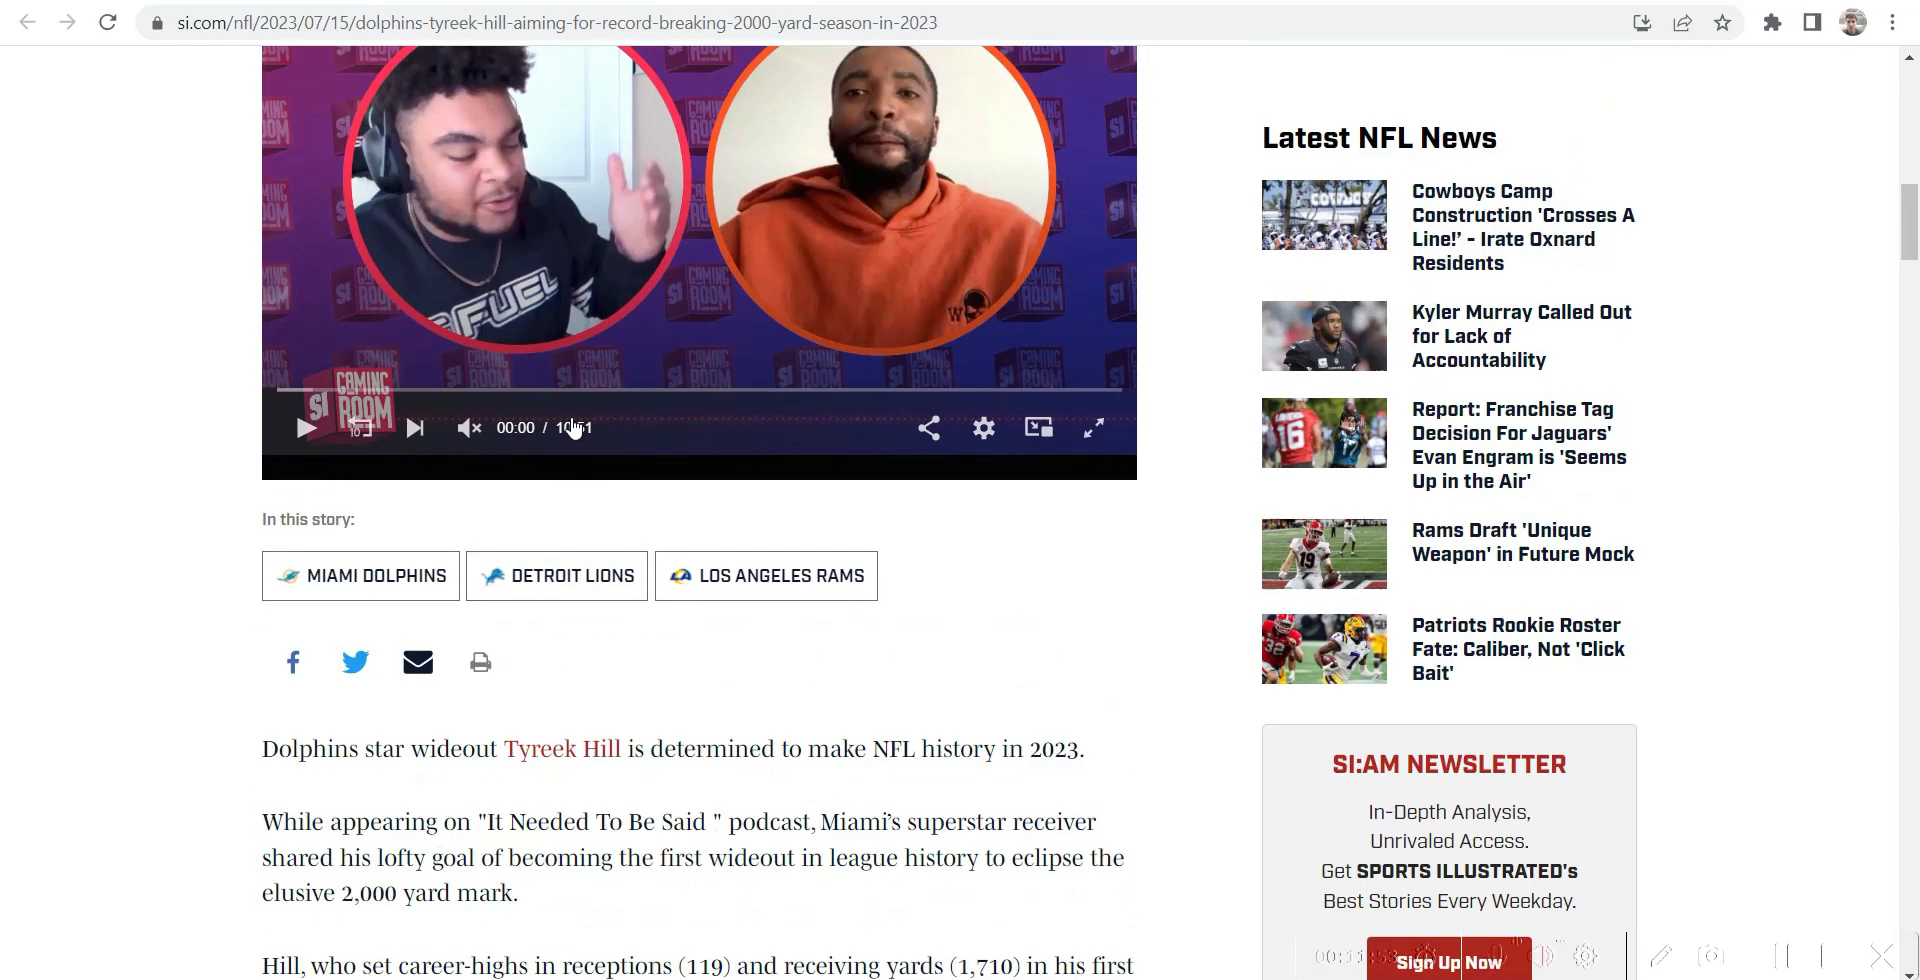 si.com/nfl/2023/07/15/dolphins-tyreek-hill-aiming-for-record-breaking-2000-yard-season-in-2023
FUEL
SI GAMING ROOM
10
00:00 /
Latest NFL News
Cowboys Camp
Construction 'Crosses A
Line!’ - Irate Oxnard
Residents
Kyler Murray Called Out
for Lack of
Accountability
Report: Franchise Tag
Decision For Jaguars'
Evan Engram is 'Seems
Up in the Air'
Rams Draft 'Unique
Weapon' in Future Mock
Patriots Rookie Roster
Fate: Caliber, Not 'Click
Bait'
In this story:
MIAMI DOLPHINS
DETROIT LIONS
LOS ANGELES RAMS
Dolphins star wideout Tyreek Hill is determined to make NFL history in 2023.
While appearing on "It Needed To Be Said " podcast, Miami’s superstar receiver
shared his lofty goal of becoming the first wideout in league history to eclipse the
elusive 2,000 yard mark.
Hill, who set career-highs in receptions (119) and receiving yards (1,710) in his first
SI:AM NEWSLETTER
In-Depth Analysis,
Unrivaled Access.
Get SPORTS ILLUSTRATED's
Best Stories Every Weekday.
Sign Up Now